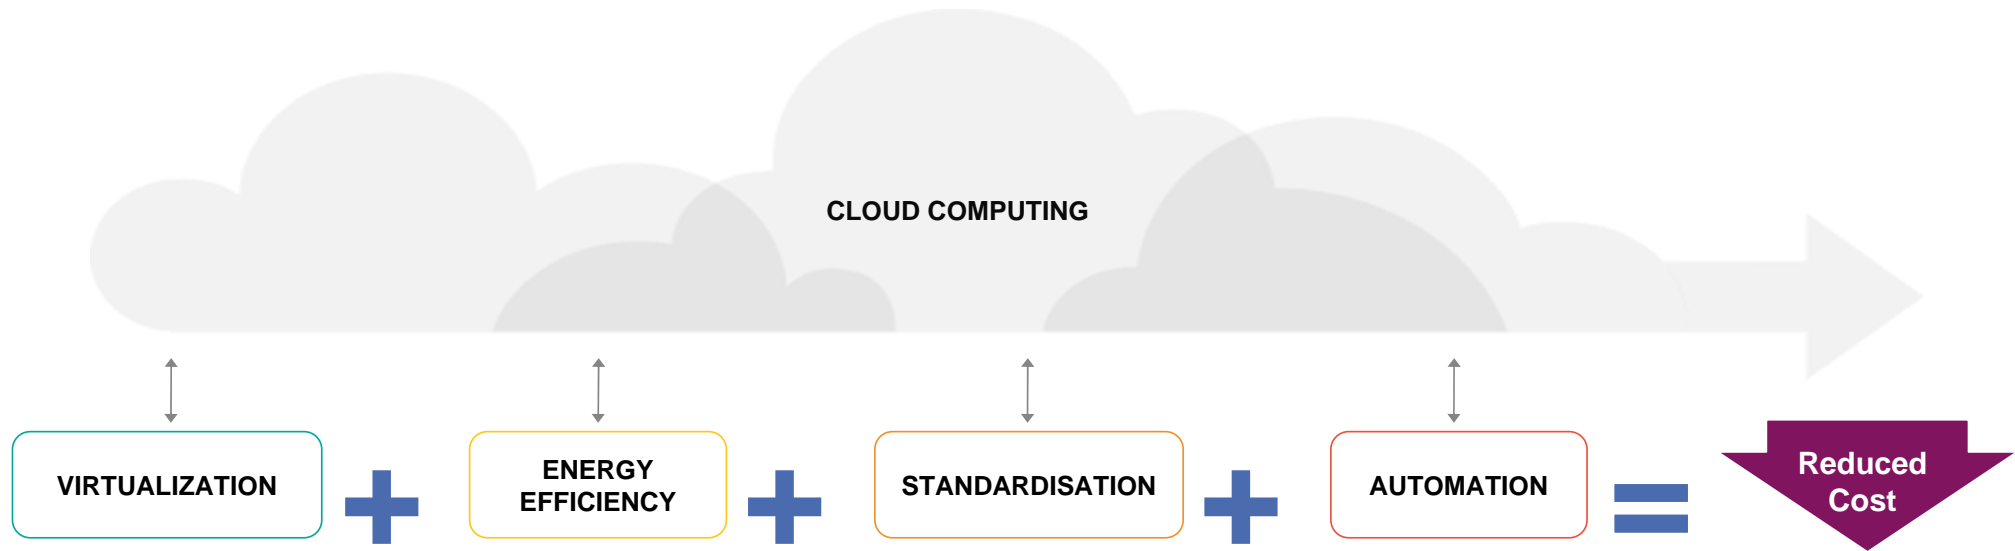 CLOUD COMPUTING
VIRTUALIZATION
ENERGY
EFFICIENCY
STANDARDISATION
AUTOMATION
Reduced
Cost